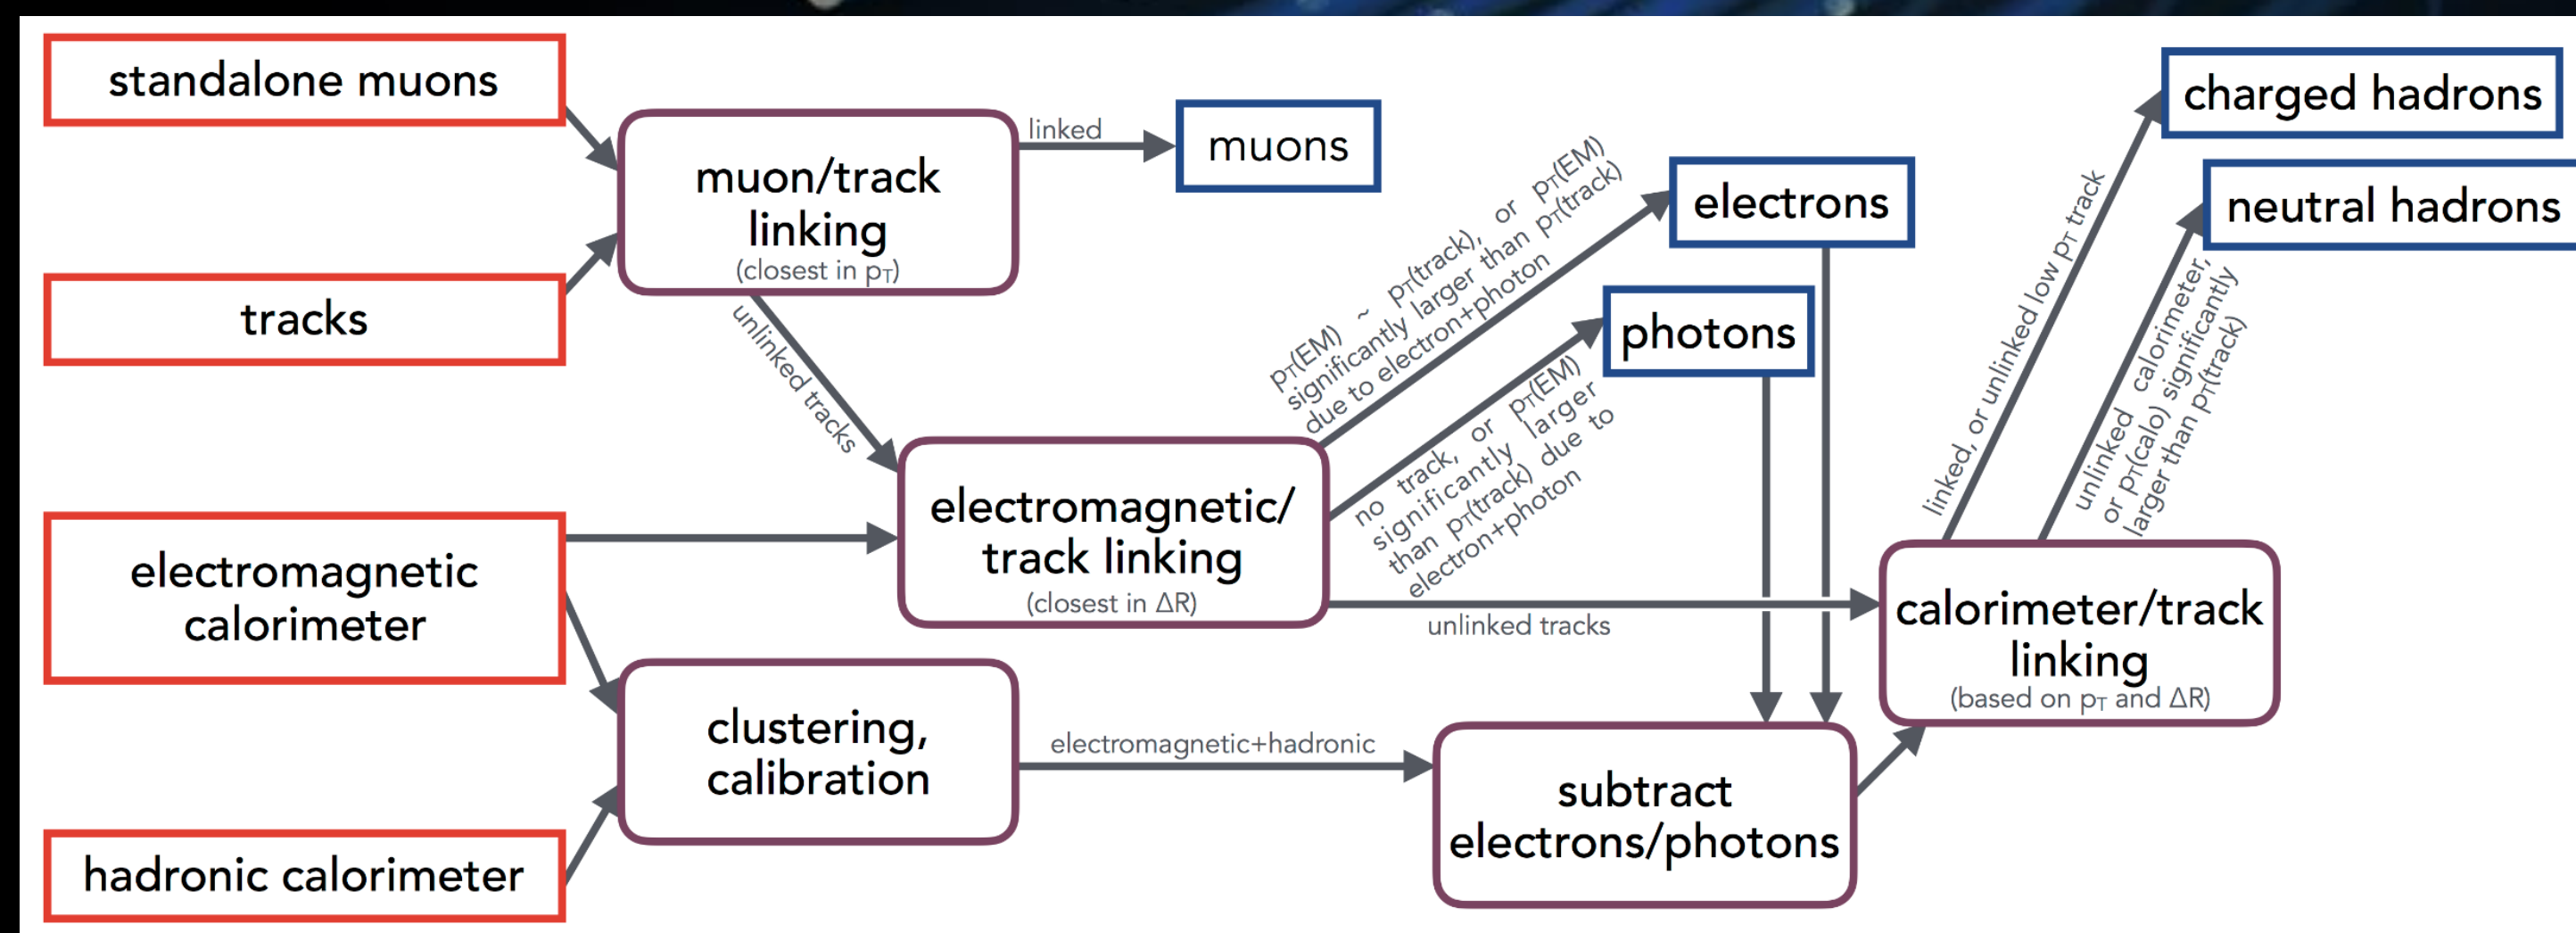 standalone muons
tracks
electromagnetic
calorimeter
hadronic calorimeter
muon/track
linking
(closest in pT)
linked
muons
unlinked tracks
electromagnetic/
track linking
(closest in ΔR)
clustering,
calibration
electromagnetic+hadronic
pT(EM) ~ pT(track), or pT(EM)
significantly larger than pT(track)
due to electron+photon
electrons
no track, or pT(EM)
significantly larger
than pT(track) due to
electron+photon
photons
unlinked tracks
subtract
electrons/photons
calorimeter/track
linking
(based on pT and ΔR)
linked, or unlinked low pT track
charged hadrons
unlinked calorimeter,
or pT(calo) significantly
larger than pT(track)
neutral hadrons